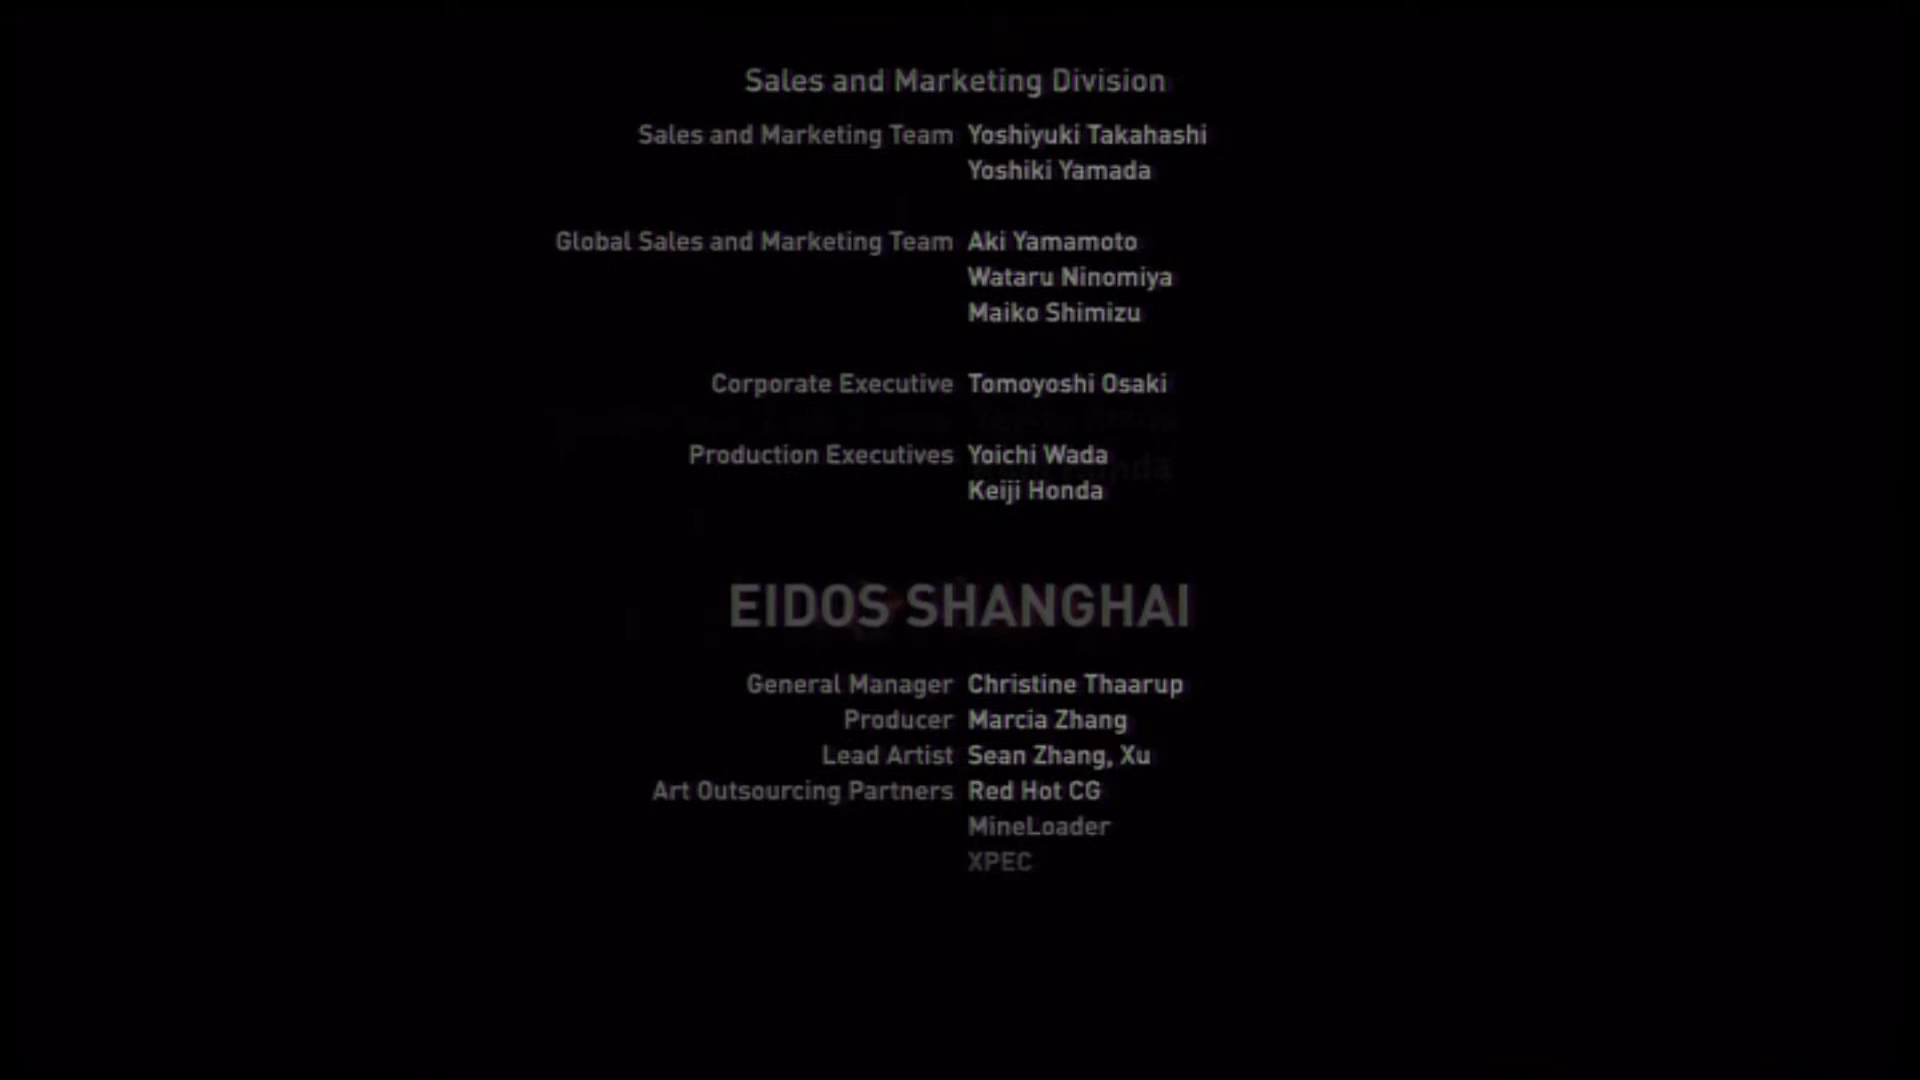 Sales and Marketing Division
Sales and Marketing Team Yoshiyuki Takahashi
Yoshiki Yamada
Global Sales and Marketing Team Aki Yamamoto
Wataru Ninomiya
Maiko Shimizu
Corporate Executive Tomoyoshi Osaki
Production Executives Yoichi Wada
Keiji Honda
EIDOS SHANGHAI
General Manager Christine Thaarup
Producer Marcia Zhang
Lead Artist Sean Zhang, Xu
Art Outsourcing Partners Red Hot CG
MineLoader
XPEC